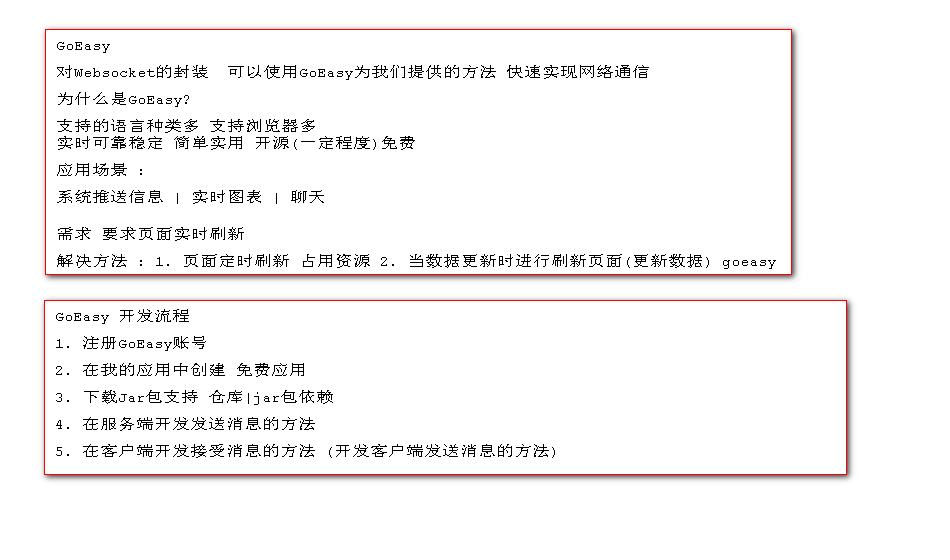 GoEasy
对Websocket的封装 可以使用GoEasy为我们提供的方法 快速实现网络通信
为什么是GoEasy?
支持的语言种类多 支持浏览器多
实时可靠稳定 简单实用 开源(一定程度)免费
应用场景 :
系统推送信息 | 实时图表 | 聊天
需求 要求页面实时刷新
解决方法 : 1. 页面定时刷新 占用资源 2. 当数据更新时进行刷新页面(更新数据) goeasy
GoEasy 开发流程
1. 注册GoEasy账号
2. 在我的应用中创建 免费应用
3. 下载Jar包支持 仓库|jar包依赖
4. 在服务端开发发送消息的方法
5. 在客户端开发接受消息的方法 (开发客户端发送消息的方法)